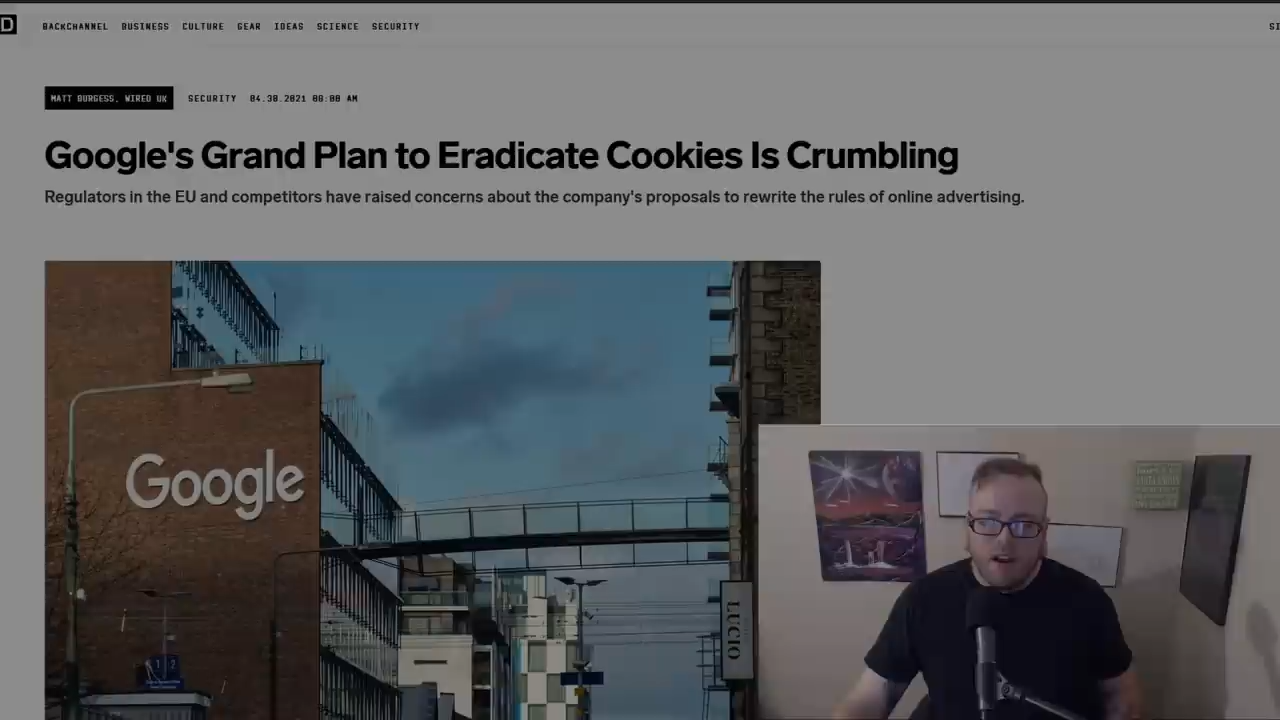 D
BACKCHANNEL BUSINESS CULTURE GEAR IDEAS SCIENCE SECURITY
MATT BURGESS, WIRED UK SECURITY 04.30.2021 08:00 AM
Google's Grand Plan to Eradicate Cookies Is Crumbling
Regulators in the EU and competitors have raised concerns about the company's proposals to rewrite the rules of online advertising.
Google
LUCIO
1 2